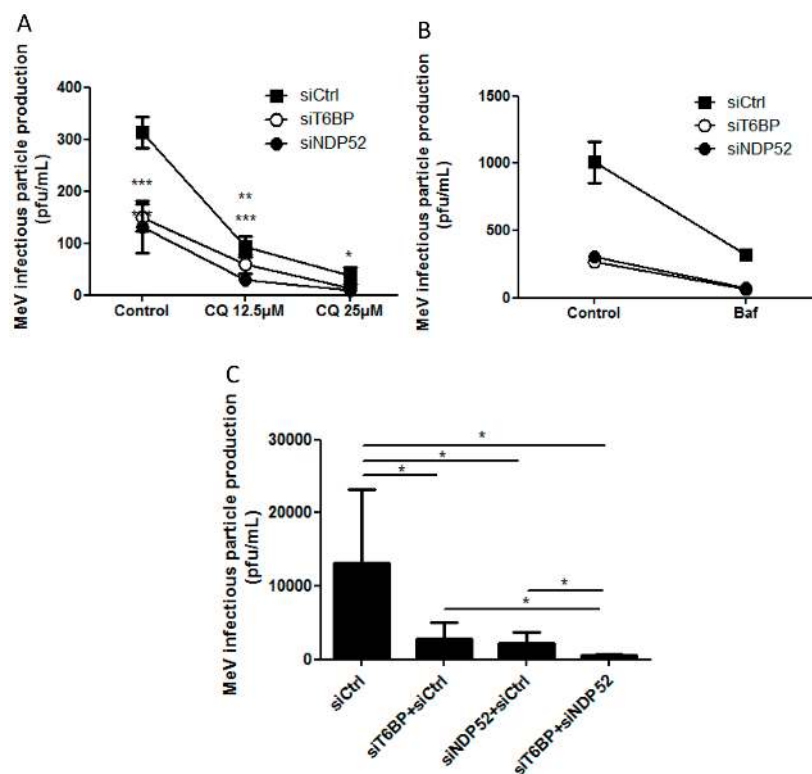 A
MeV infectious particle production
(pfu/mL)
400
300
200
100
0
siCtrl
siT6BP
siNDP52
***
***
**
***
*
Control
CQ 12.5µM
CQ 25µM
B
MeV infectious particle production
(pfu/mL)
1500
1000
500
0
siCtrl
siT6BP
siNDP52
Control
Baf
C
MeV infectious particle production
(pfu/mL)
30000
20000
10000
0
*
*
*
*
*
siCtrl
siT6BP+siCtrl
siNDP52+siCtrl
siT6BP+siNDP52